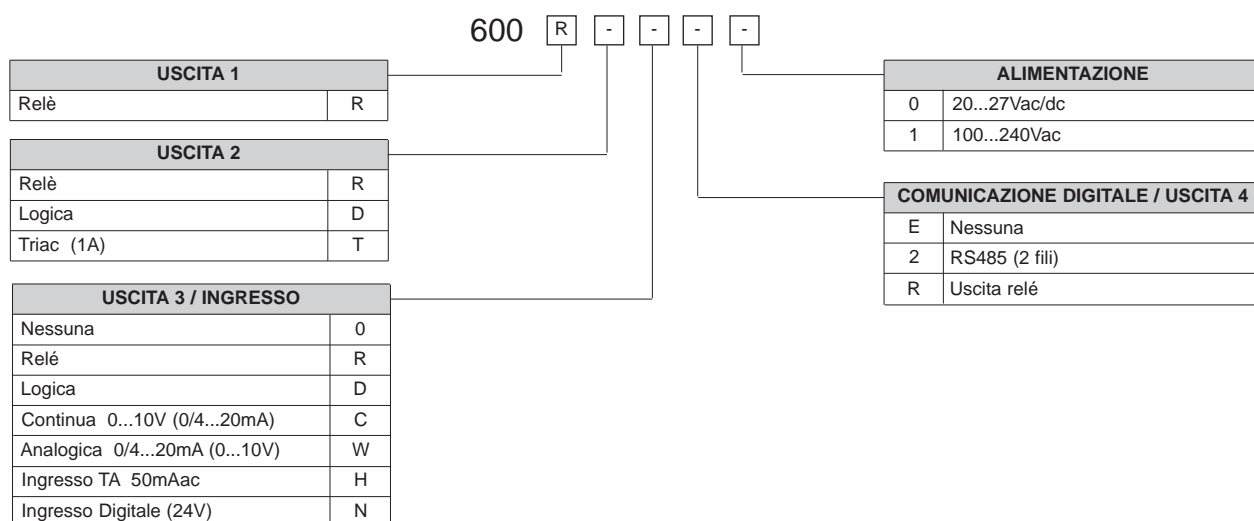 600 R - - - -
USCITA 1
Relè R
USCITA 2
Relè R
Logica D
Triac (1A) T
USCITA 3 / INGRESSO
Nessuna 0
Relé R
Logica D
Continua 0...10V (0/4...20mA) C
Analogica 0/4...20mA (0...10V) W
Ingresso TA 50mAac H
Ingresso Digitale (24V) N
ALIMENTAZIONE
0 20...27Vac/dc
1 100...240Vac
COMUNICAZIONE DIGITALE / USCITA 4
E Nessuna
2 RS485 (2 fili)
R Uscita relé